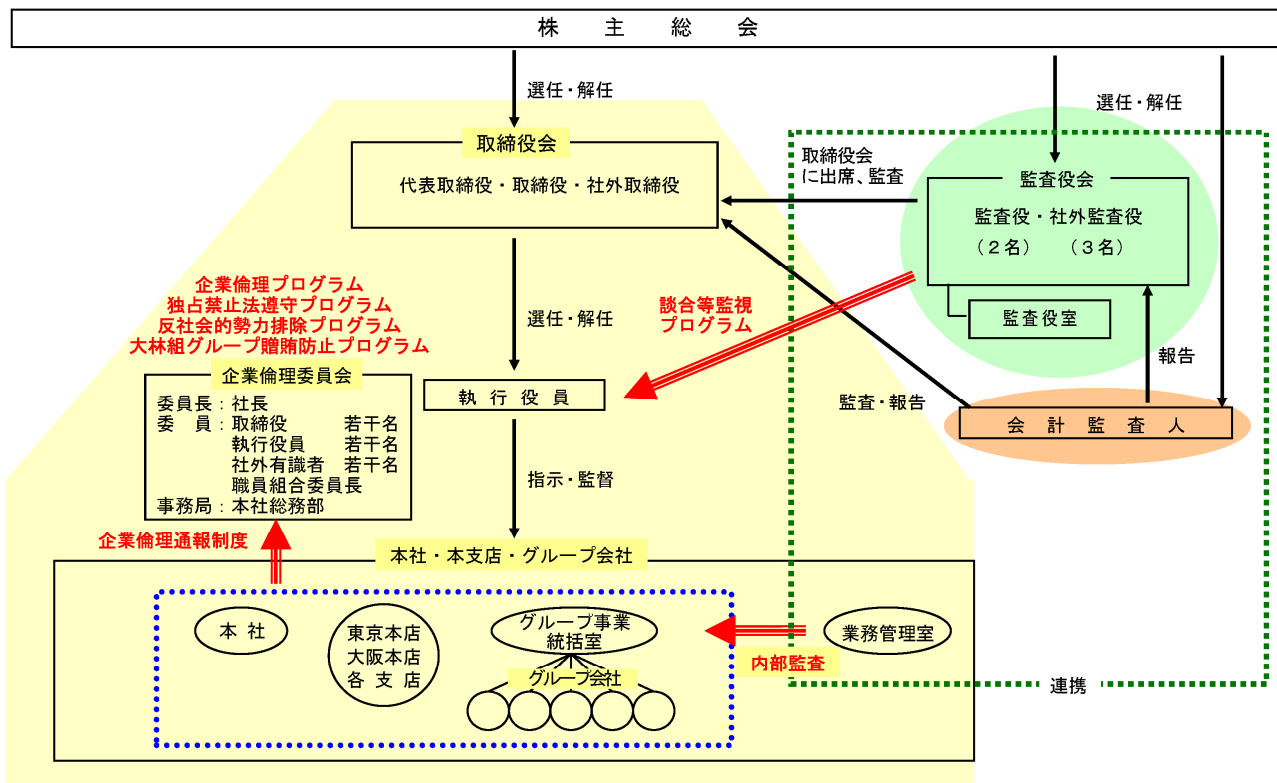 株 主 総 会
選任・解任
選任・解任
取締役会
代表取締役・取締役・社外取締役
取締役会
に出席、監査
監査役会
監査役・社外監査役
(2名) (3名)
監査役室
企業倫理プログラム
独占禁止法遵守プログラム
反社会的勢力排除プログラム
大林組グループ贈賄防止プログラム
選任・解任
談合等監視
プログラム
報告
企業倫理委員会
委員長:社長
委 員:取締役 若干名
執行役員 若干名
社外有識者 若干名
職員組合委員長
事務局:本社総務部
執 行 役 員
監査・報告
会 計 監 査 人
指示・監督
企業倫理通報制度
本社・本支店・グループ会社
本 社
東京本店
大阪本店
各 支 店
グループ事業
統括室
グループ会社
業務管理室
内部監査
連携